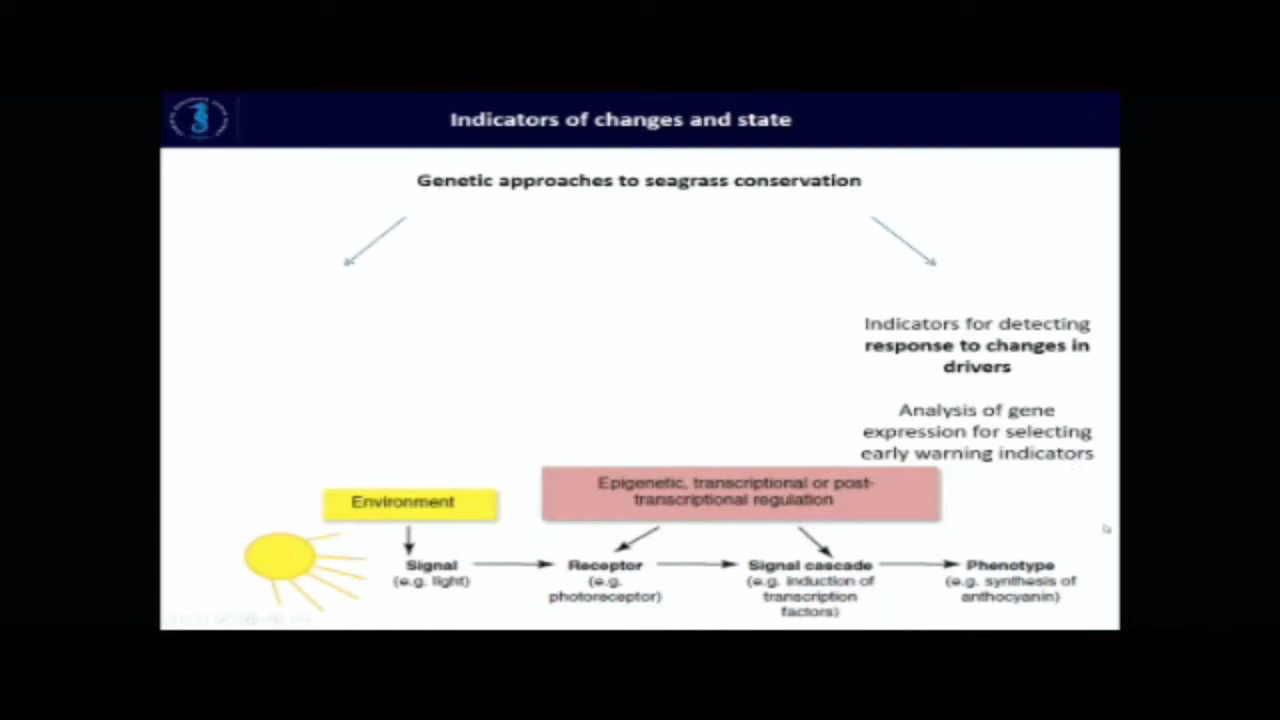 Indicators of changes and state
Genetic approaches to seagrass conservation
Indicators for detecting
response to changes in
drivers
Analysis of gene
expression for selecting
early warning indicators
Environment
Epigenetic, transcriptional or post-
transcriptional regulation
Signal
(e.g. light)
Receptor
(e.g.
photoreceptor)
Signal cascade
(e.g. induction of
transcription
factors)
Phenotype
(e.g. synthesis of
anthocyanin)